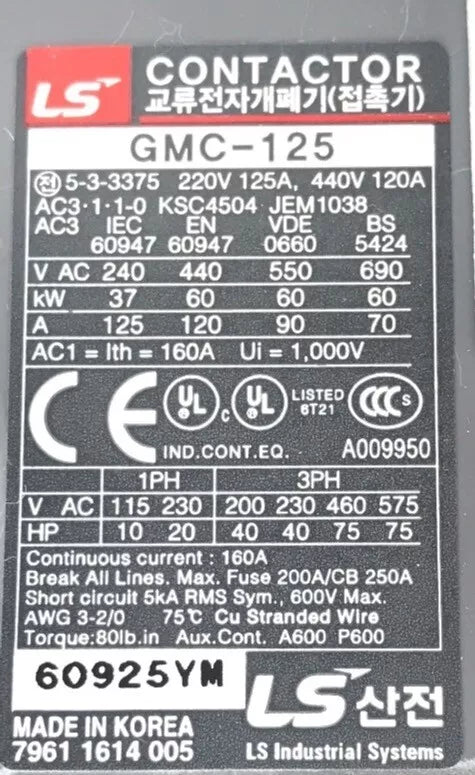 LS
CONTACTOR
교류전자개폐기(접촉기)
GMC-125
전 5-3-3375 220V 125A, 440V 120A
AC3·1·1-0 KSC4504 JEM1038
AC3 IEC EN VDE BS
60947 60947 0660 5424
V AC 240 440 550 690
kW 37 60 60 60
A 125 120 90 70
AC1 = Ith = 160A Ui = 1,000V
CE UL c UL LISTED 6T21 CCC S
IND.CONT.EQ. A009950
1PH 3PH
V AC 115 230 200 230 460 575
HP 10 20 40 40 75 75
Continuous current : 160A
Break All Lines. Max. Fuse 200A/CB 250A
Short circuit 5kA RMS Sym., 600V Max.
AWG 3-2/0 75℃ Cu Stranded Wire
Torque:80lb.in Aux.Cont. A600 P600
60925YM
LS산전
MADE IN KOREA
7961 1614 005
LS Industrial Systems